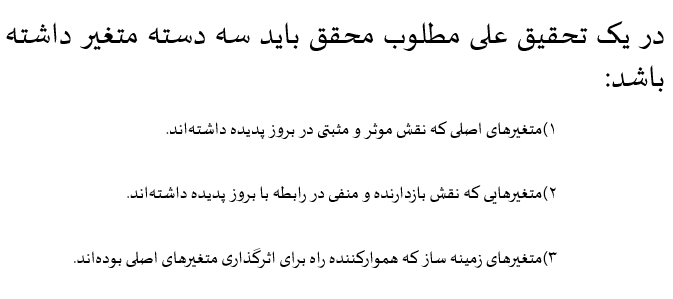 در یک تحقیق علی مطلوب محقق باید سه دسته متغیر داشته
باشد:
۱)متغیرهای اصلی که نقش موثر و مثبتی در بروز پدیده داشته‌اند.
۲)متغیرهایی که نقش بازدارنده و منفی در رابطه با بروز پدیده داشته‌اند.
۳)متغیرهای زمینه ساز که هموارکننده راه برای اثرگذاری متغیرهای اصلی بوده‌اند.